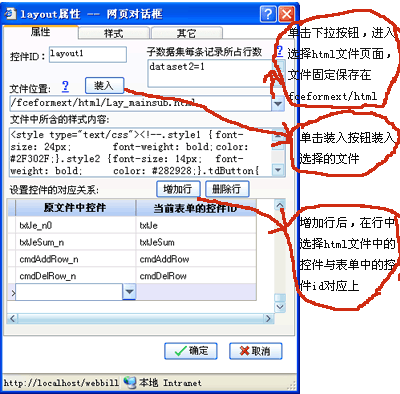 layout属性 -- 网页对话框
属性 样式 其它
控件ID： layout1
子数据集每条记录所占行数
dataset2=1
文件位置： ? 装入
/fceformext/html/Lay_mainsub.html
文件中所含的样式内容:
<style type="text/css"><!--.style1 { font-
size: 24px; font-weight: bold; color:
#2F302F;}.style2 {font-size: 14px; font-
weight: bold; color: #282928;}.tdButton{
设置控件的对应关系: 增加行 删除行
原文件中控件 当前表单的控件ID
txtJe_n0 txtJe
txtJeSum_n txtJeSum
cmdAddRow_n cmdAddRow
cmdDelRow_n cmdDelRow
确定 取消
http://localhost/webbill 本地 Intranet
单击下拉按钮，进入
选择html文件页面，
文件固定保存在
fceformext/html
单击装入按钮装入
选择的文件
增加行后，在行中
选择html文件中的
控件与表单中的控
件id对应上